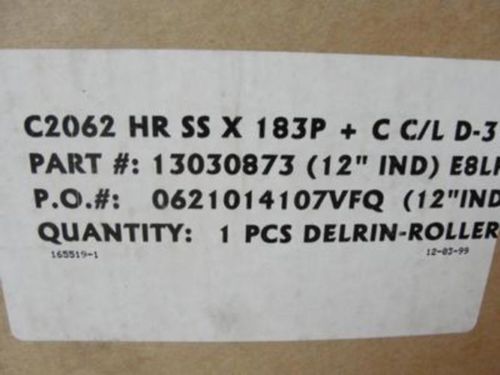 C2062 HR SS X 183P + C C/L D-3
PART #: 13030873 (12" IND) E8LF
P.O.#: 0621014107VFQ (12"IND
QUANTITY: 1 PCS DELRIN-ROLLER
165519-1 12-03-99